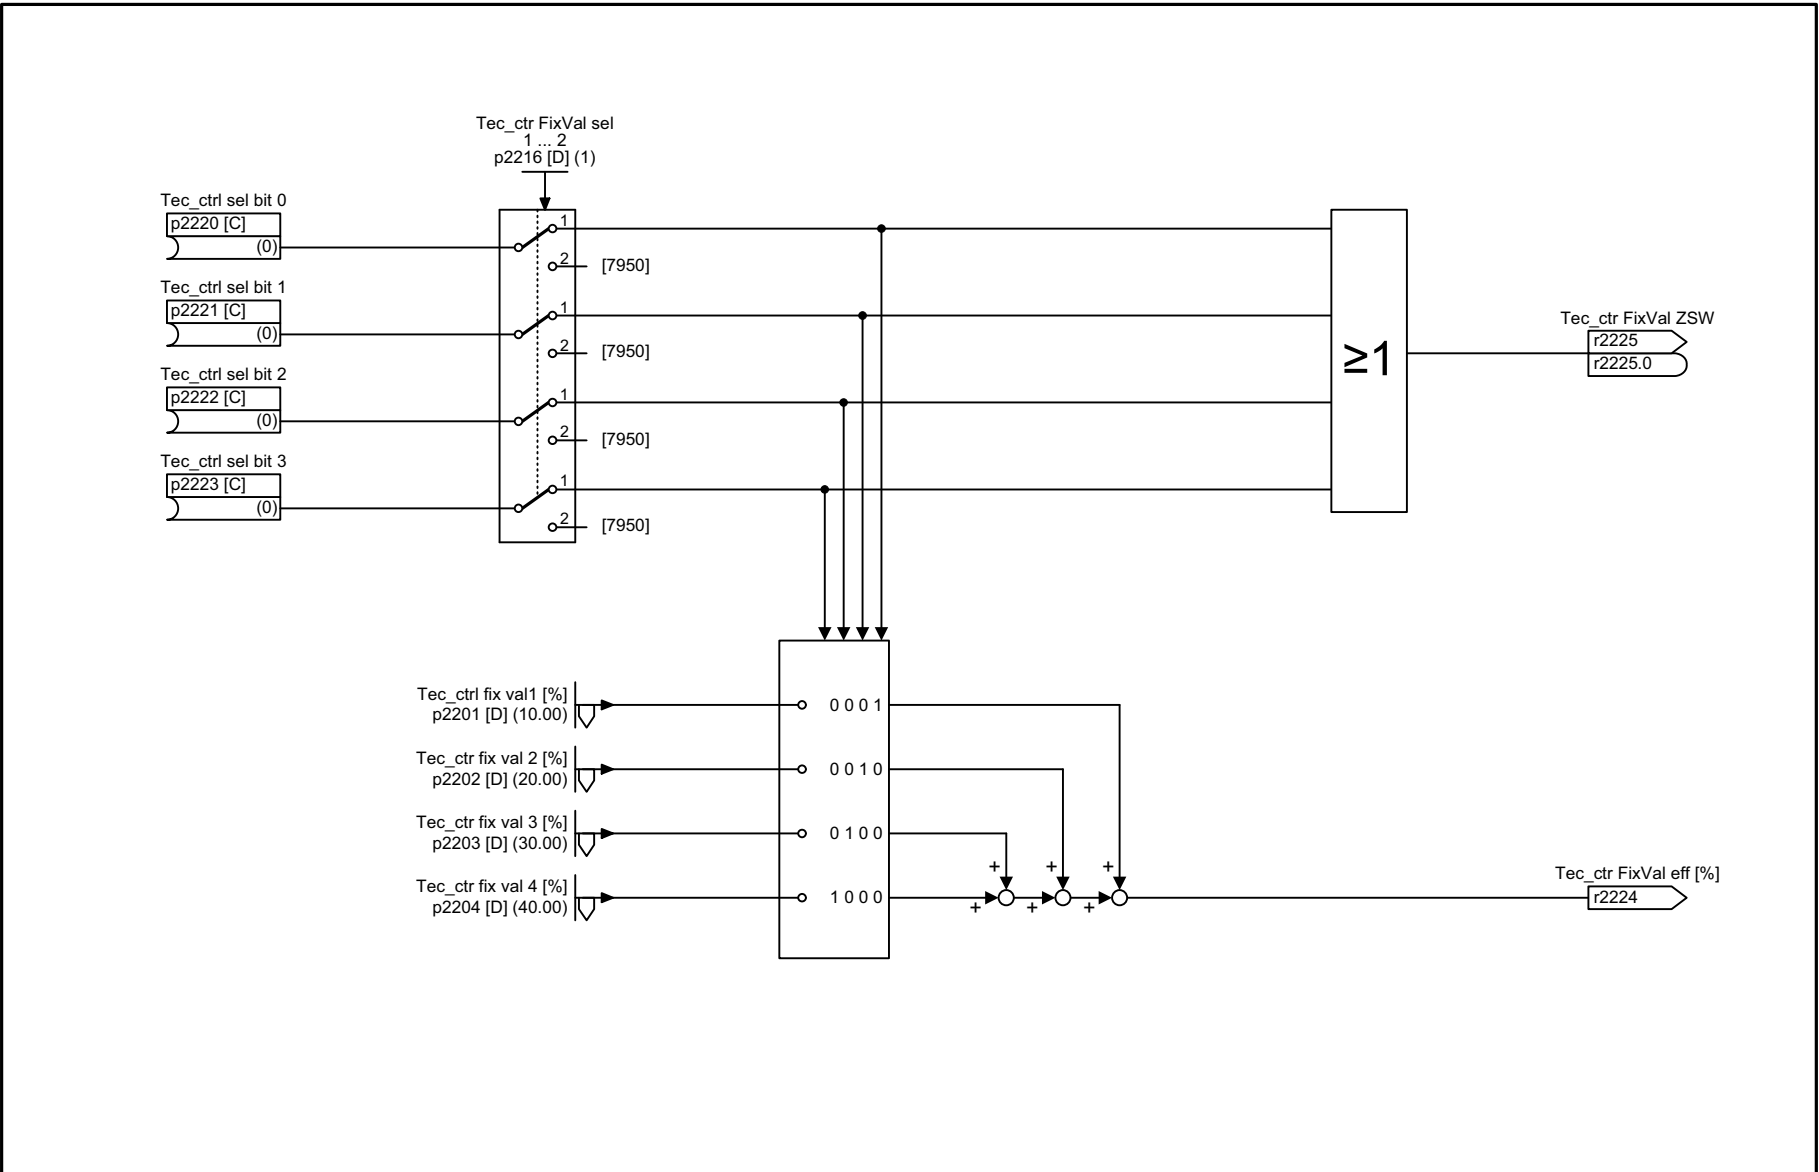 Tec_ctr FixVal sel
1 ... 2
p2216 [D] (1)
Tec_ctrl sel bit 0
p2220 [C]
(0)
1
2
[7950]
Tec_ctrl sel bit 1
p2221 [C]
(0)
1
2
[7950]
Tec_ctrl sel bit 2
p2222 [C]
(0)
1
2
[7950]
Tec_ctrl sel bit 3
p2223 [C]
(0)
1
2
[7950]
≥1
Tec_ctr FixVal ZSW
r2225
r2225.0
Tec_ctrl fix val1 [%]
p2201 [D] (10.00)
0 0 0 1
Tec_ctr fix val 2 [%]
p2202 [D] (20.00)
0 0 1 0
Tec_ctr fix val 3 [%]
p2203 [D] (30.00)
0 1 0 0
Tec_ctr fix val 4 [%]
p2204 [D] (40.00)
1 0 0 0
+ + +
+ + +
Tec_ctr FixVal eff [%]
r2224